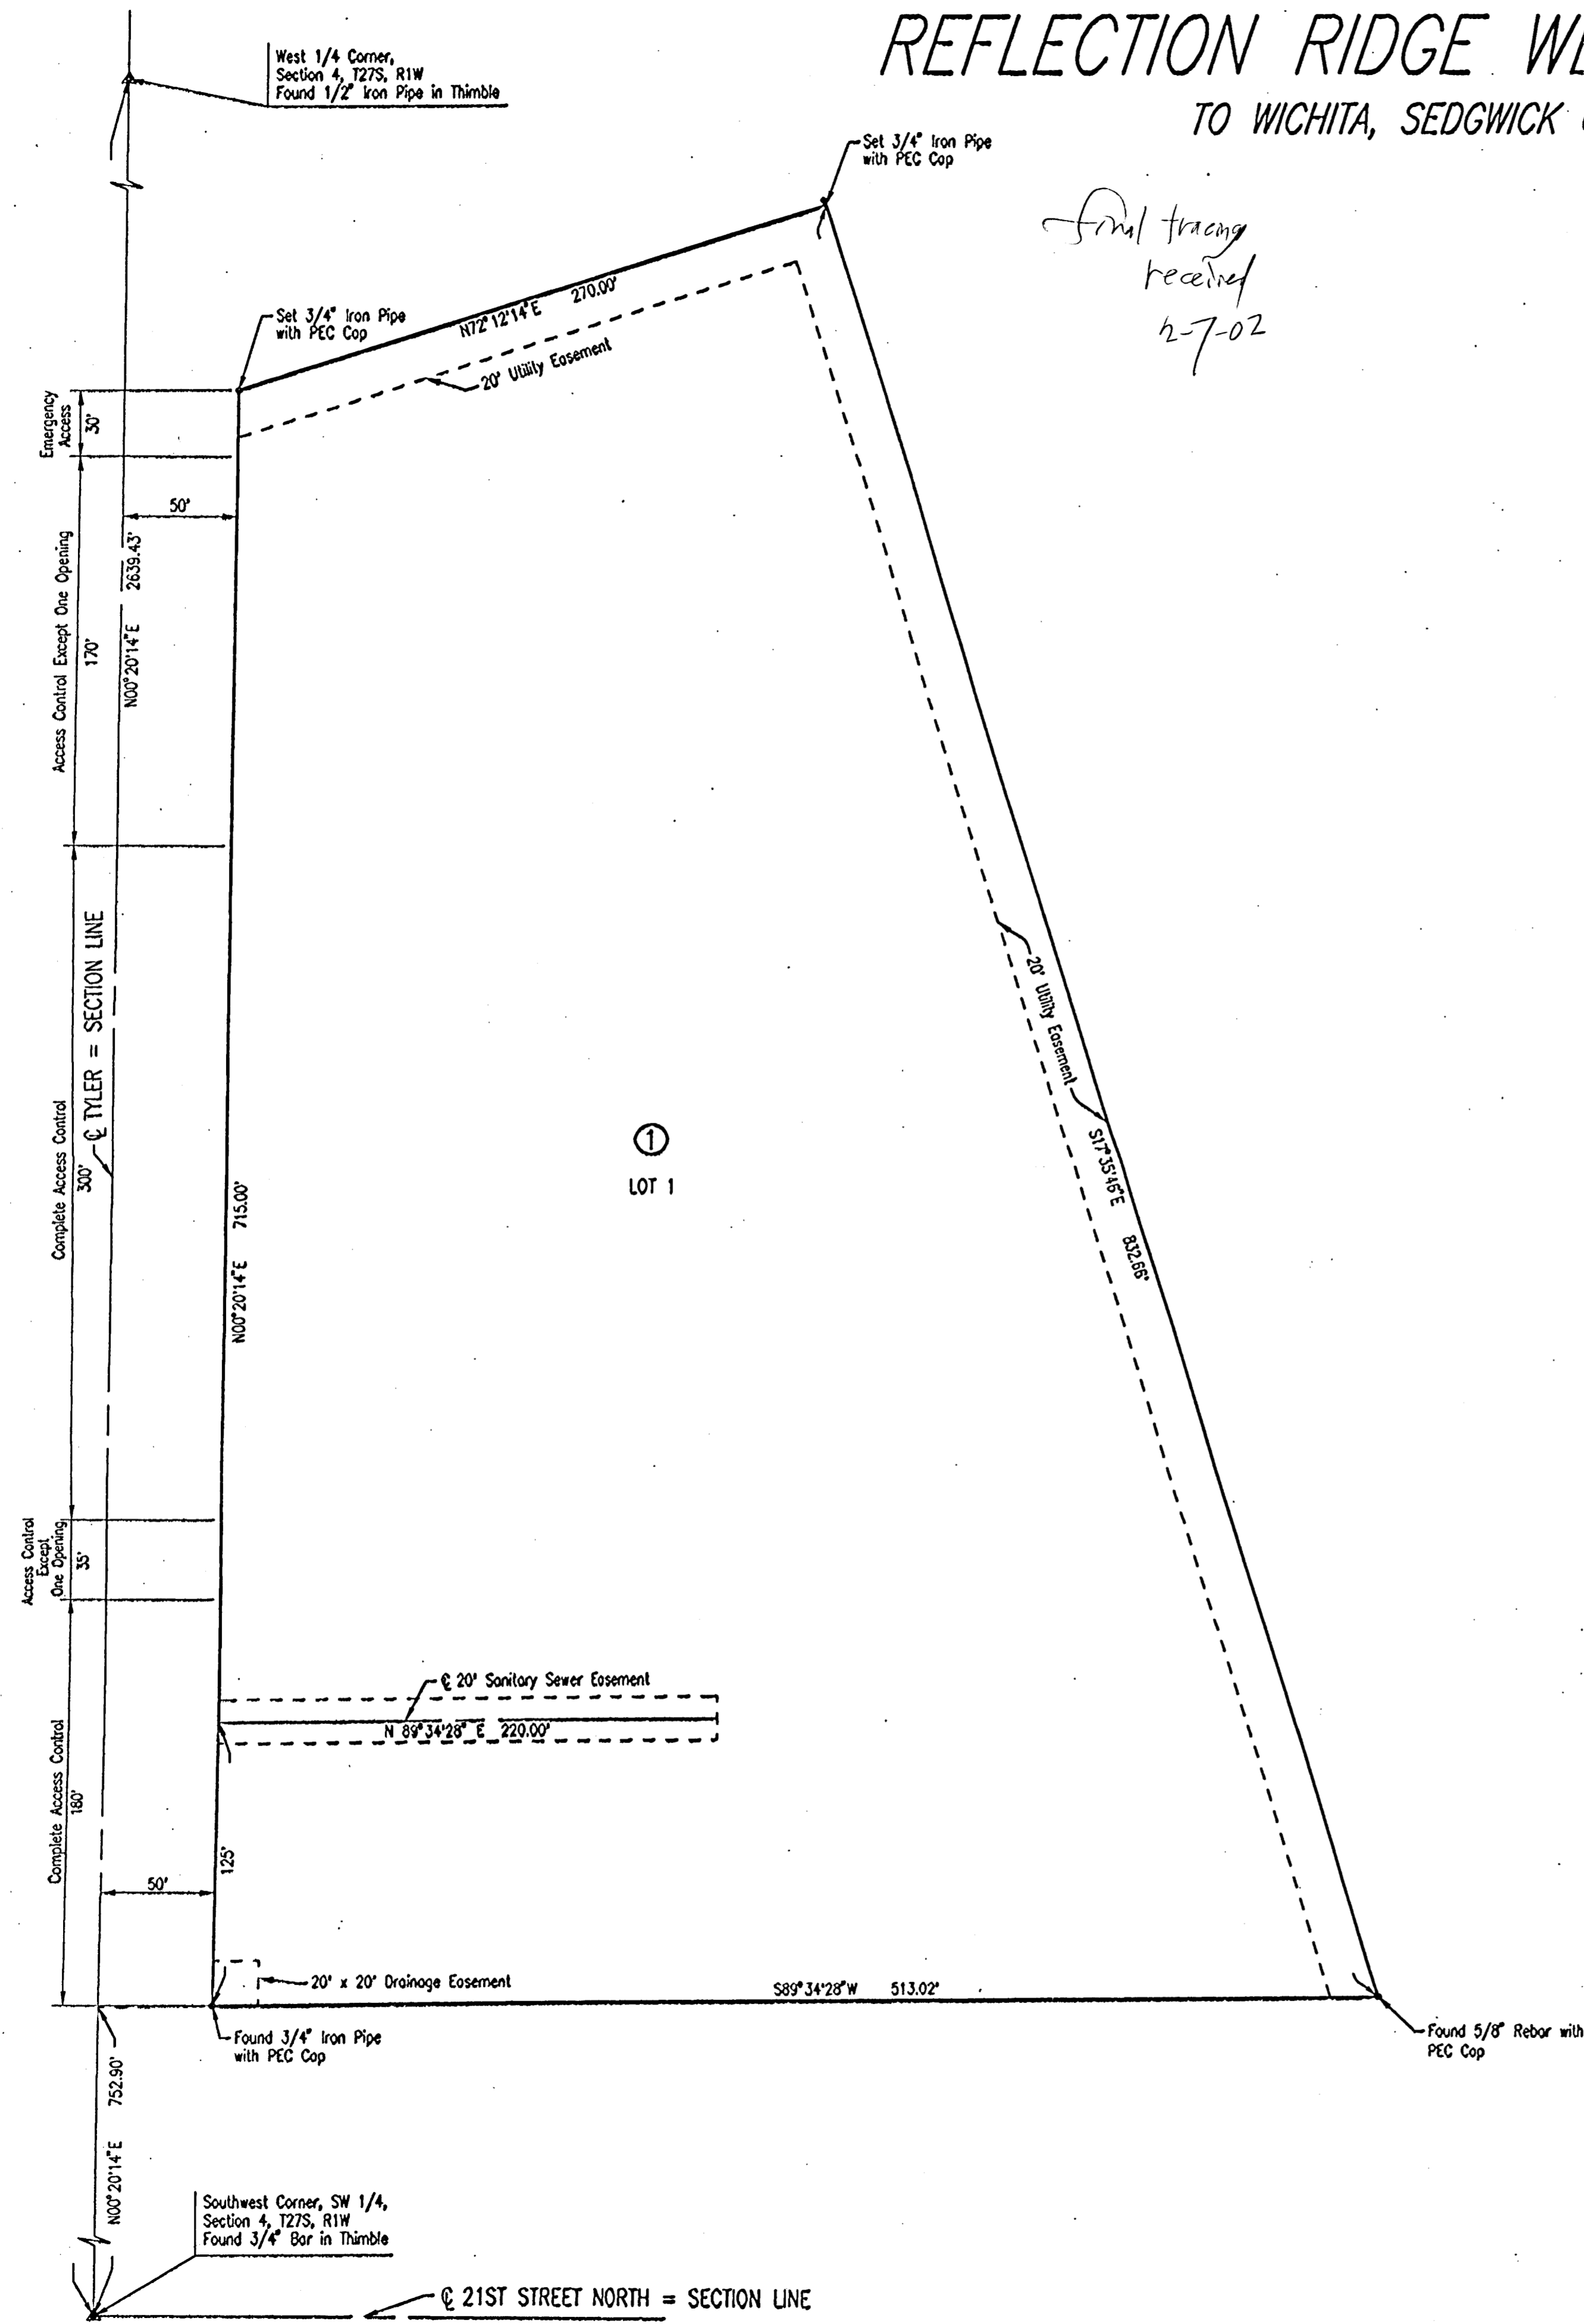 REFLECTION RIDGE
TO WICHITA, SEDGWICK
West 1/4 Corner,
Section 4, T27S, R1W
Found 1/2" Iron Pipe in Thimble
Set 3/4" Iron Pipe
with PEC Cap
final tracing
received
2-7-02
Set 3/4" Iron Pipe
with PEC Cap
N72°12'14"E 270.00'
20' Utility Easement
Emergency
Access
30'
50'
Access Control Except One Opening
170'
N00°20'14"E 2639.43'
℄ TYLER = SECTION LINE
Complete Access Control
300'
N00°20'14"E 715.00'
1
LOT 1
20' Utility Easement
S17°35'46"E 832.66'
Access Control
Except
One Opening
35'
℄ 20' Sanitary Sewer Easement
N 89°34'28" E 220.00'
Complete Access Control
180'
125'
50'
20' x 20' Drainage Easement
S89°34'28"W 513.02'
Found 3/4" Iron Pipe
with PEC Cap
Found 5/8" Rebar with
PEC Cap
N00°20'14"E 752.90'
Southwest Corner, SW 1/4,
Section 4, T27S, R1W
Found 3/4" Bar in Thimble
℄ 21ST STREET NORTH = SECTION LINE